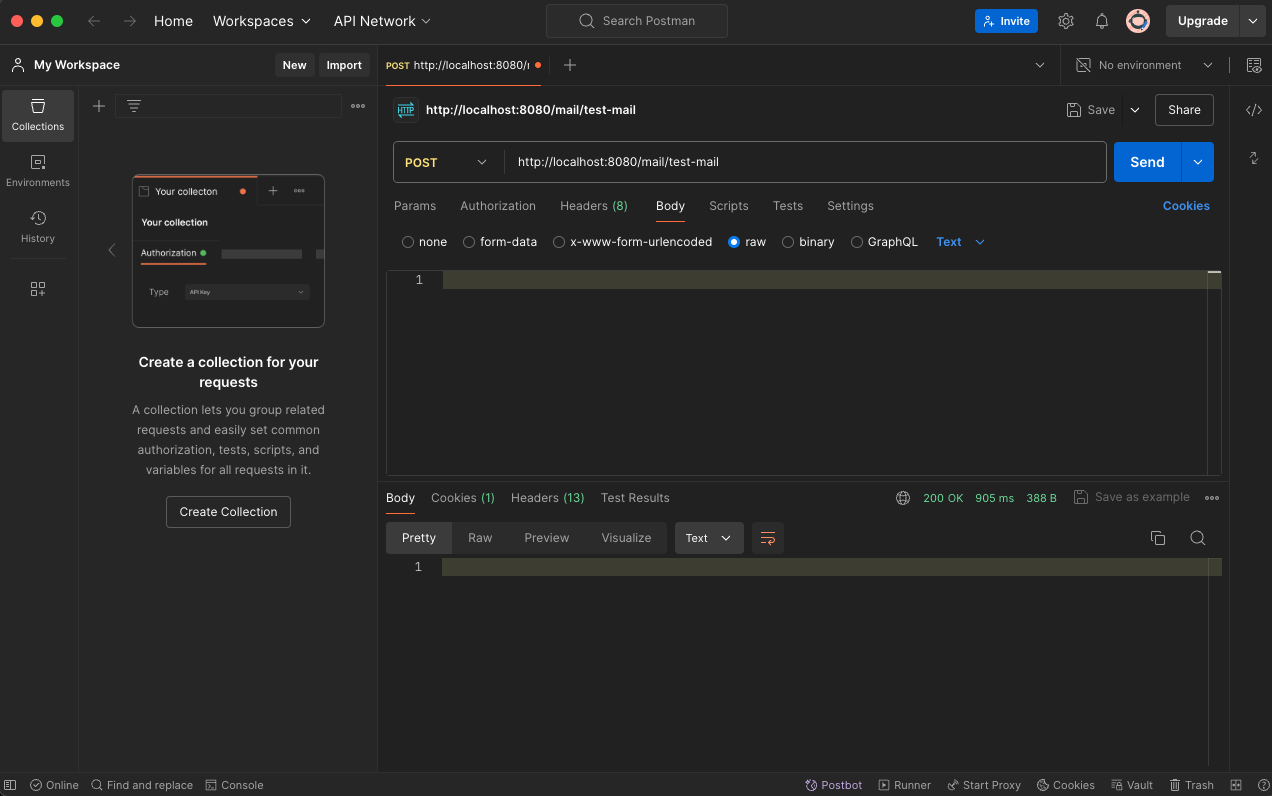 Home Workspaces API Network Search Postman Invite Upgrade
My Workspace New Import POST http://localhost:8080/ No environment
Collections
Environments
History
Your collecton
Your collection
Authorization
Type API Key
Create a collection for your
requests
A collection lets you group related
requests and easily set common
authorization, tests, scripts, and
variables for all requests in it.
Create Collection
HTTP http://localhost:8080/mail/test-mail Save Share
POST http://localhost:8080/mail/test-mail Send
Params Authorization Headers (8) Body Scripts Tests Settings Cookies
none form-data x-www-form-urlencoded raw binary GraphQL Text
1
Body Cookies (1) Headers (13) Test Results 200 OK 905 ms 388 B Save as example
Pretty Raw Preview Visualize Text
1
Online Find and replace Console Postbot Runner Start Proxy Cookies Vault Trash